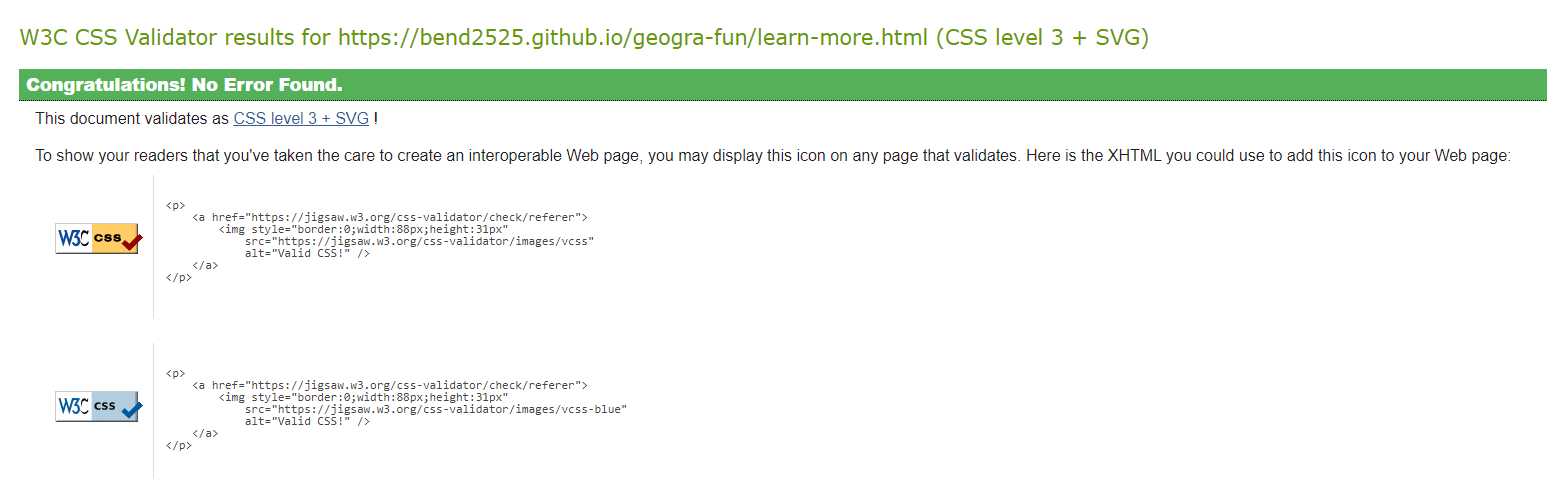 W3C CSS Validator results for https://bend2525.github.io/geogra-fun/learn-more.html (CSS level 3 + SVG)
Congratulations! No Error Found.
This document validates as CSS level 3 + SVG !
To show your readers that you've taken the care to create an interoperable Web page, you may display this icon on any page that validates. Here is the XHTML you could use to add this icon to your Web page:
W3C css
<p>
    <a href="https://jigsaw.w3.org/css-validator/check/referer">
        <img style="border:0;width:88px;height:31px"
            src="https://jigsaw.w3.org/css-validator/images/vcss"
            alt="Valid CSS!" />
    </a>
</p>
W3C css
<p>
    <a href="https://jigsaw.w3.org/css-validator/check/referer">
        <img style="border:0;width:88px;height:31px"
            src="https://jigsaw.w3.org/css-validator/images/vcss-blue"
            alt="Valid CSS!" />
    </a>
</p>